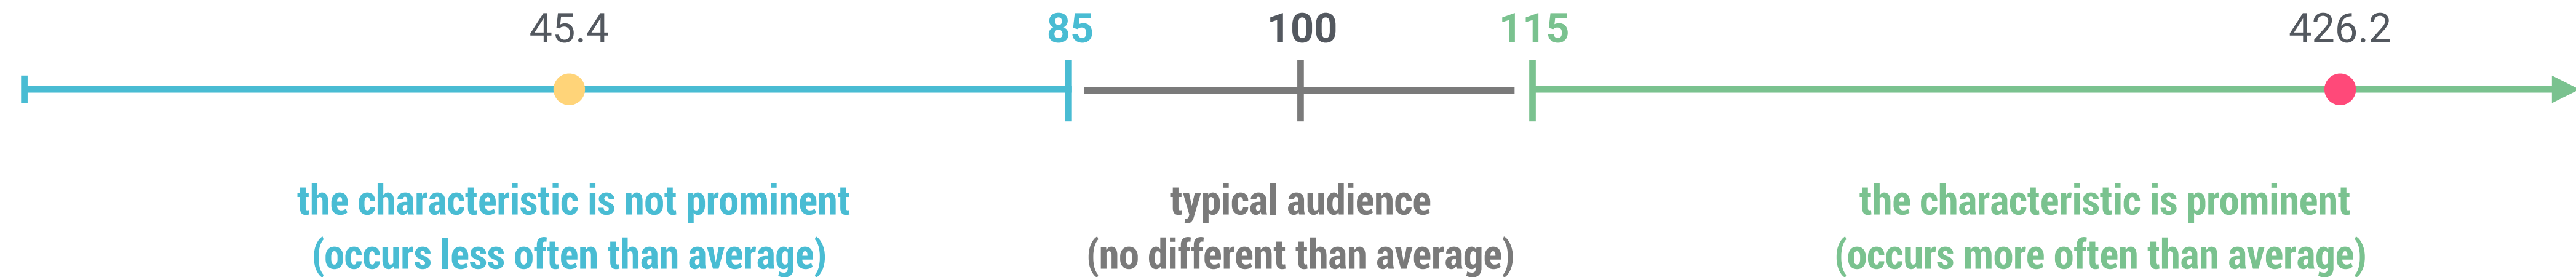 45.4 85 100 115 426.2
the characteristic is not prominent
(occurs less often than average)
typical audience
(no different than average)
the characteristic is prominent
(occurs more often than average)